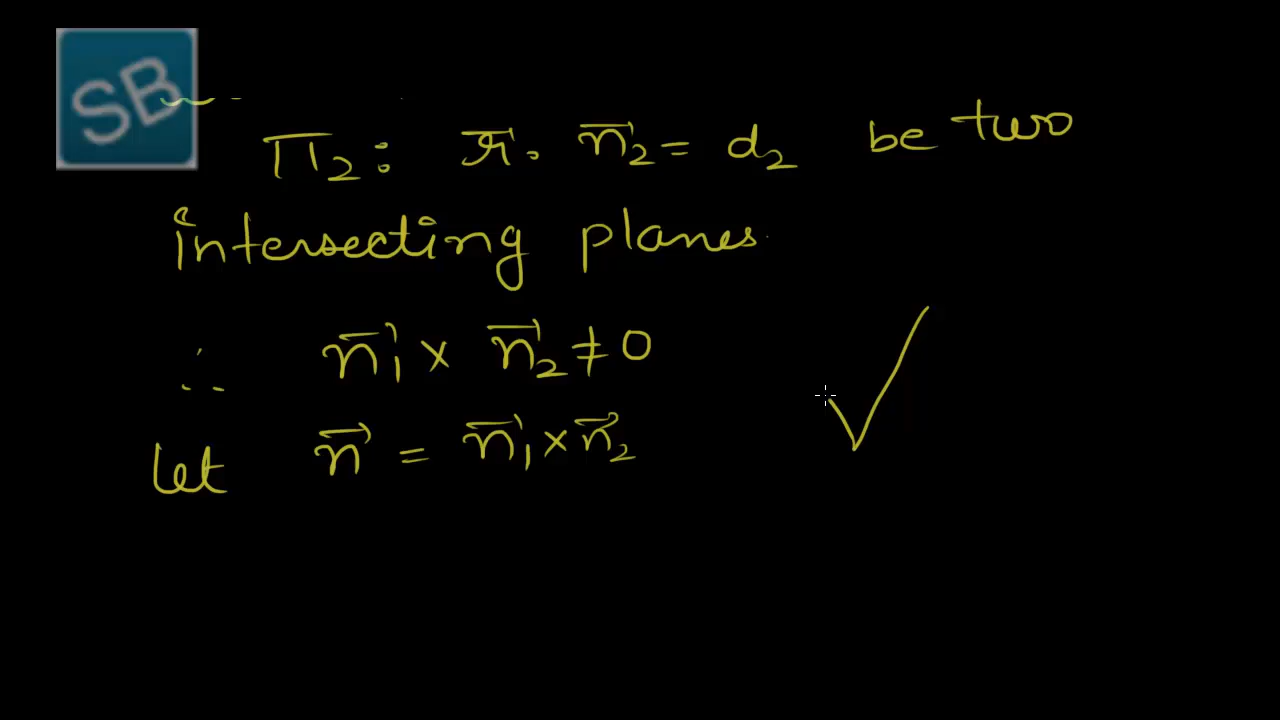 SB
π₂: r⃗. n⃗₂ = d₂ be two
intersecting planes.
∴ n⃗₁ × n⃗₂ ≠ 0
let n⃗ = n⃗₁ × n⃗₂